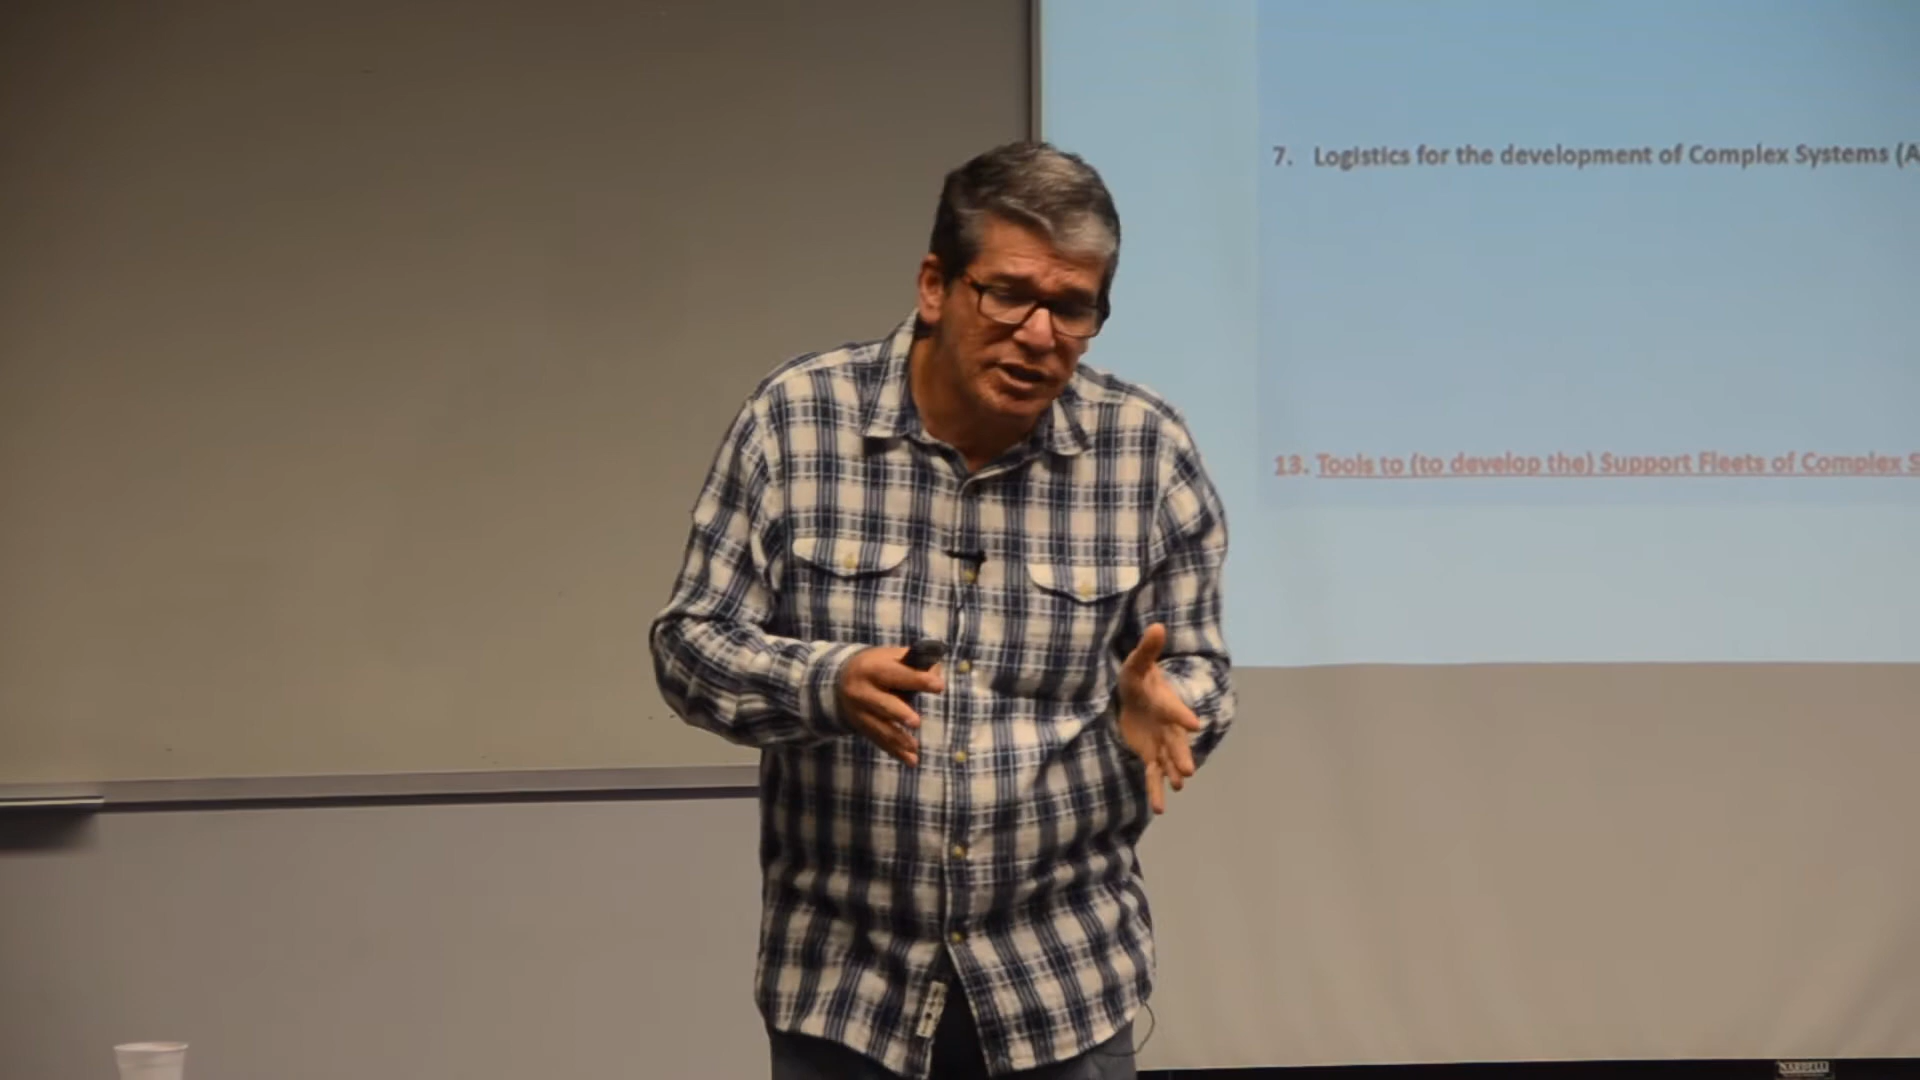 7. Logistics for the development of Complex Systems (A
13. Tools to (to develop the) Support Fleets of Complex S